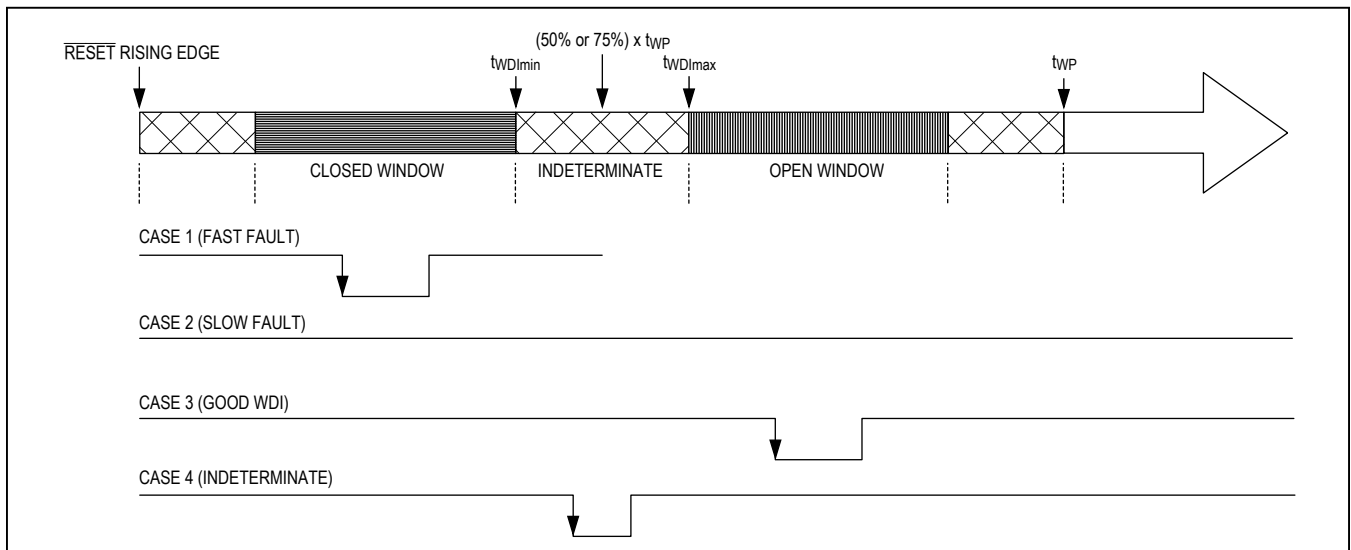 (50% or 75%) x tWP
RESET RISING EDGE
tWDImin
tWDImax
tWP
CLOSED WINDOW
INDETERMINATE
OPEN WINDOW
CASE 1 (FAST FAULT)
CASE 2 (SLOW FAULT)
CASE 3 (GOOD WDI)
CASE 4 (INDETERMINATE)